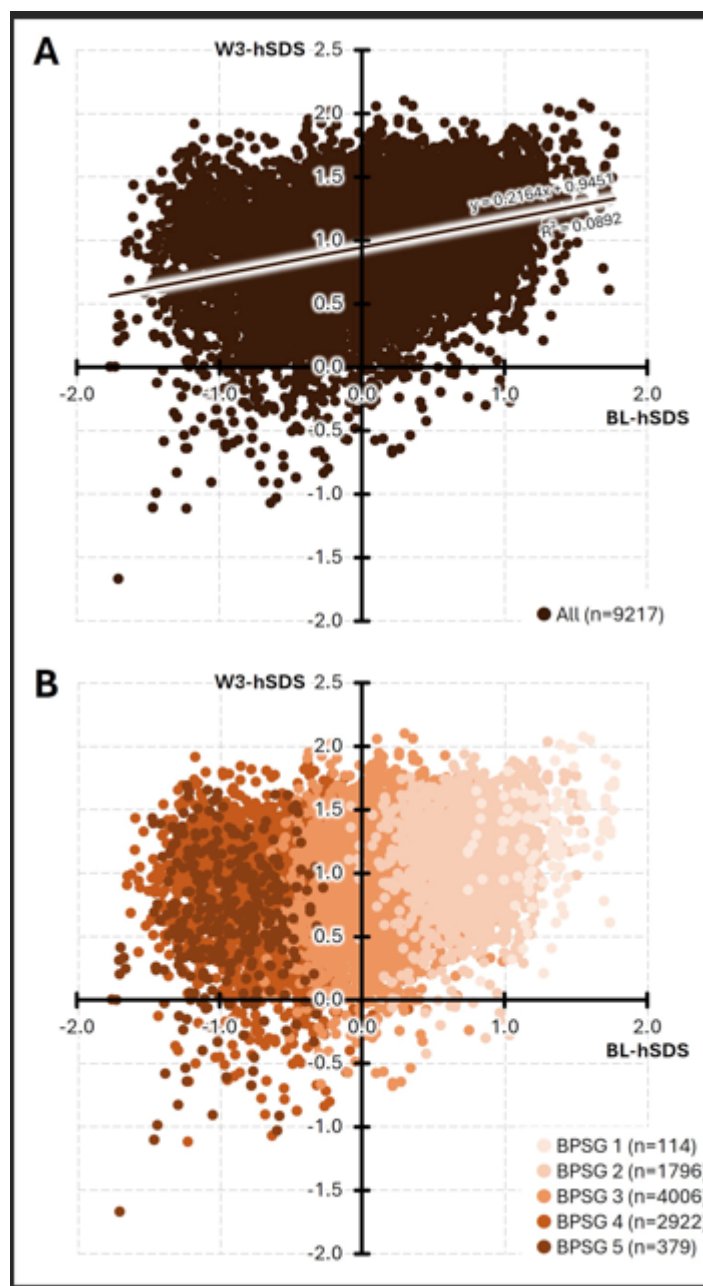 A
W3-hSDS 2.5
2.0
1.5
y = 0.2164x + 0.9451
R² = 0.0892
1.0
0.5
0.0
-2.0 -1.0 0.0 1.0 2.0
BL-hSDS
-0.5
-1.0
-1.5
All (n=9217)
-2.0
B
W3-hSDS 2.5
2.0
1.5
1.0
0.5
0.0
-2.0 -1.0 0.0 1.0 2.0
BL-hSDS
-0.5
-1.0
BPSG 1 (n=114)
BPSG 2 (n=1796)
-1.5
BPSG 3 (n=4006)
BPSG 4 (n=2922)
-2.0
BPSG 5 (n=379)